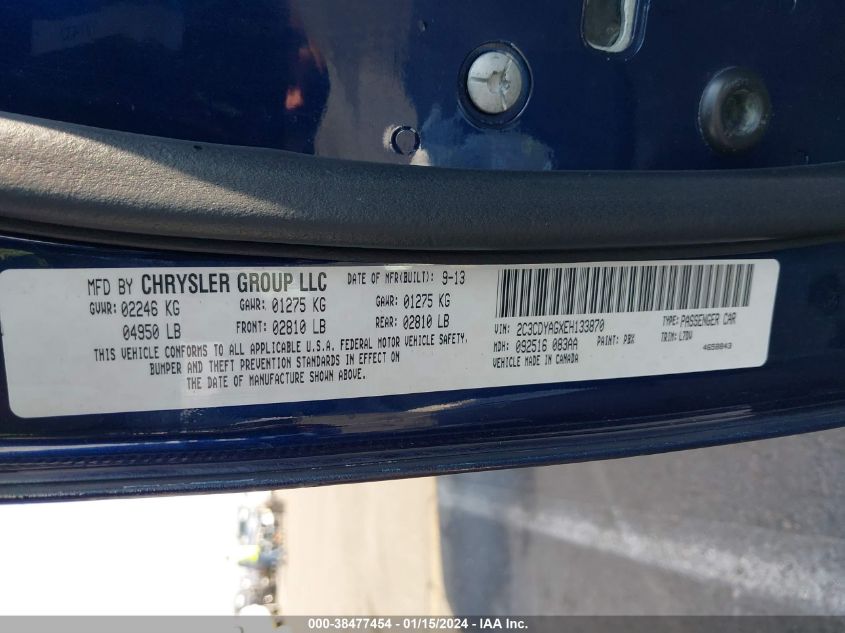 MFD BY CHRYSLER GROUP LLC DATE OF MFR(BUILT): 9-13
GVWR: 02246 KG GAWR: 01275 KG GAWR: 01275 KG
04950 LB FRONT: 02810 LB REAR: 02810 LB
THIS VEHICLE CONFORMS TO ALL APPLICABLE U.S.A. FEDERAL MOTOR VEHICLE SAFETY,
BUMPER AND THEFT PREVENTION STANDARDS IN EFFECT ON
THE DATE OF MANUFACTURE SHOWN ABOVE.
VIN: 2C3CDYAGXEH133870 TYPE: PASSENGER CAR
MDH: 092516 083AA PAINT: PBX TRIM: L7DV
VEHICLE MADE IN CANADA 4658843
000-38477454 - 01/15/2024 - IAA Inc.